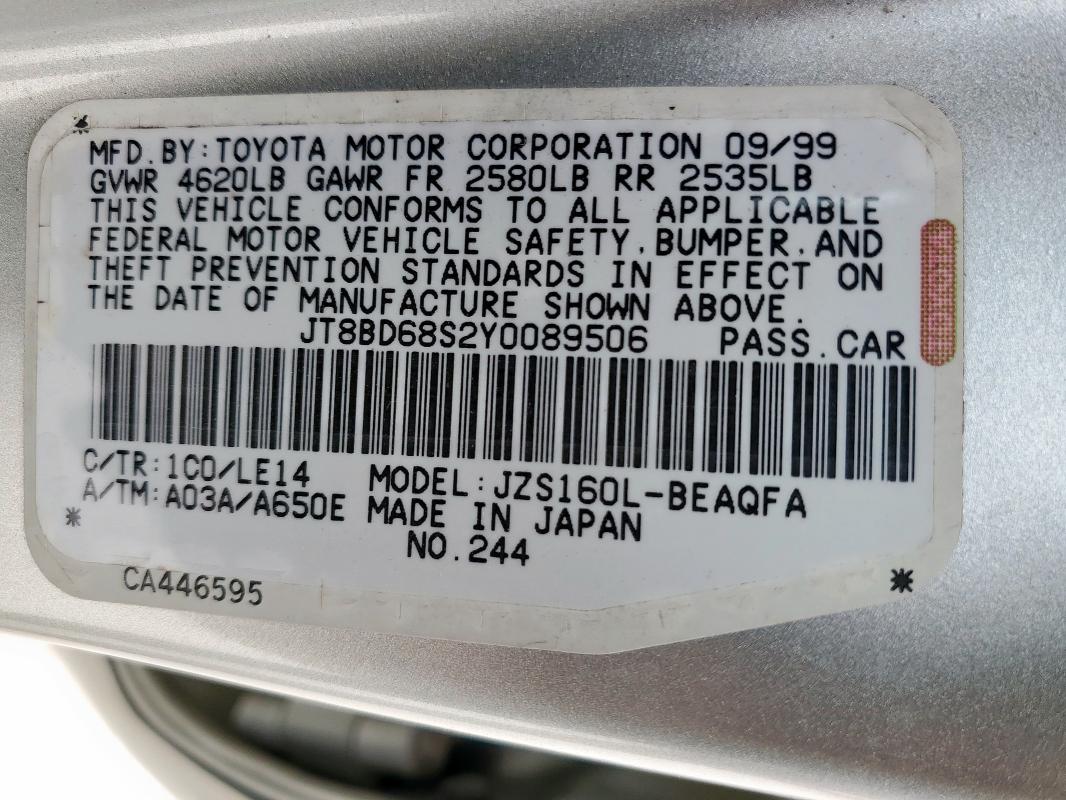 MFD. BY: TOYOTA MOTOR CORPORATION 09/99
GVWR 4620LB GAWR FR 2580LB RR 2535LB
THIS VEHICLE CONFORMS TO ALL APPLICABLE
FEDERAL MOTOR VEHICLE SAFETY, BUMPER, AND
THEFT PREVENTION STANDARDS IN EFFECT ON
THE DATE OF MANUFACTURE SHOWN ABOVE.
JT8BD68S2Y0089506 PASS. CAR
C/TR: 1C0/LE14 MODEL: JZS160L-BEAQFA
A/TM: A03A/A650E MADE IN JAPAN
NO. 244
CA446595